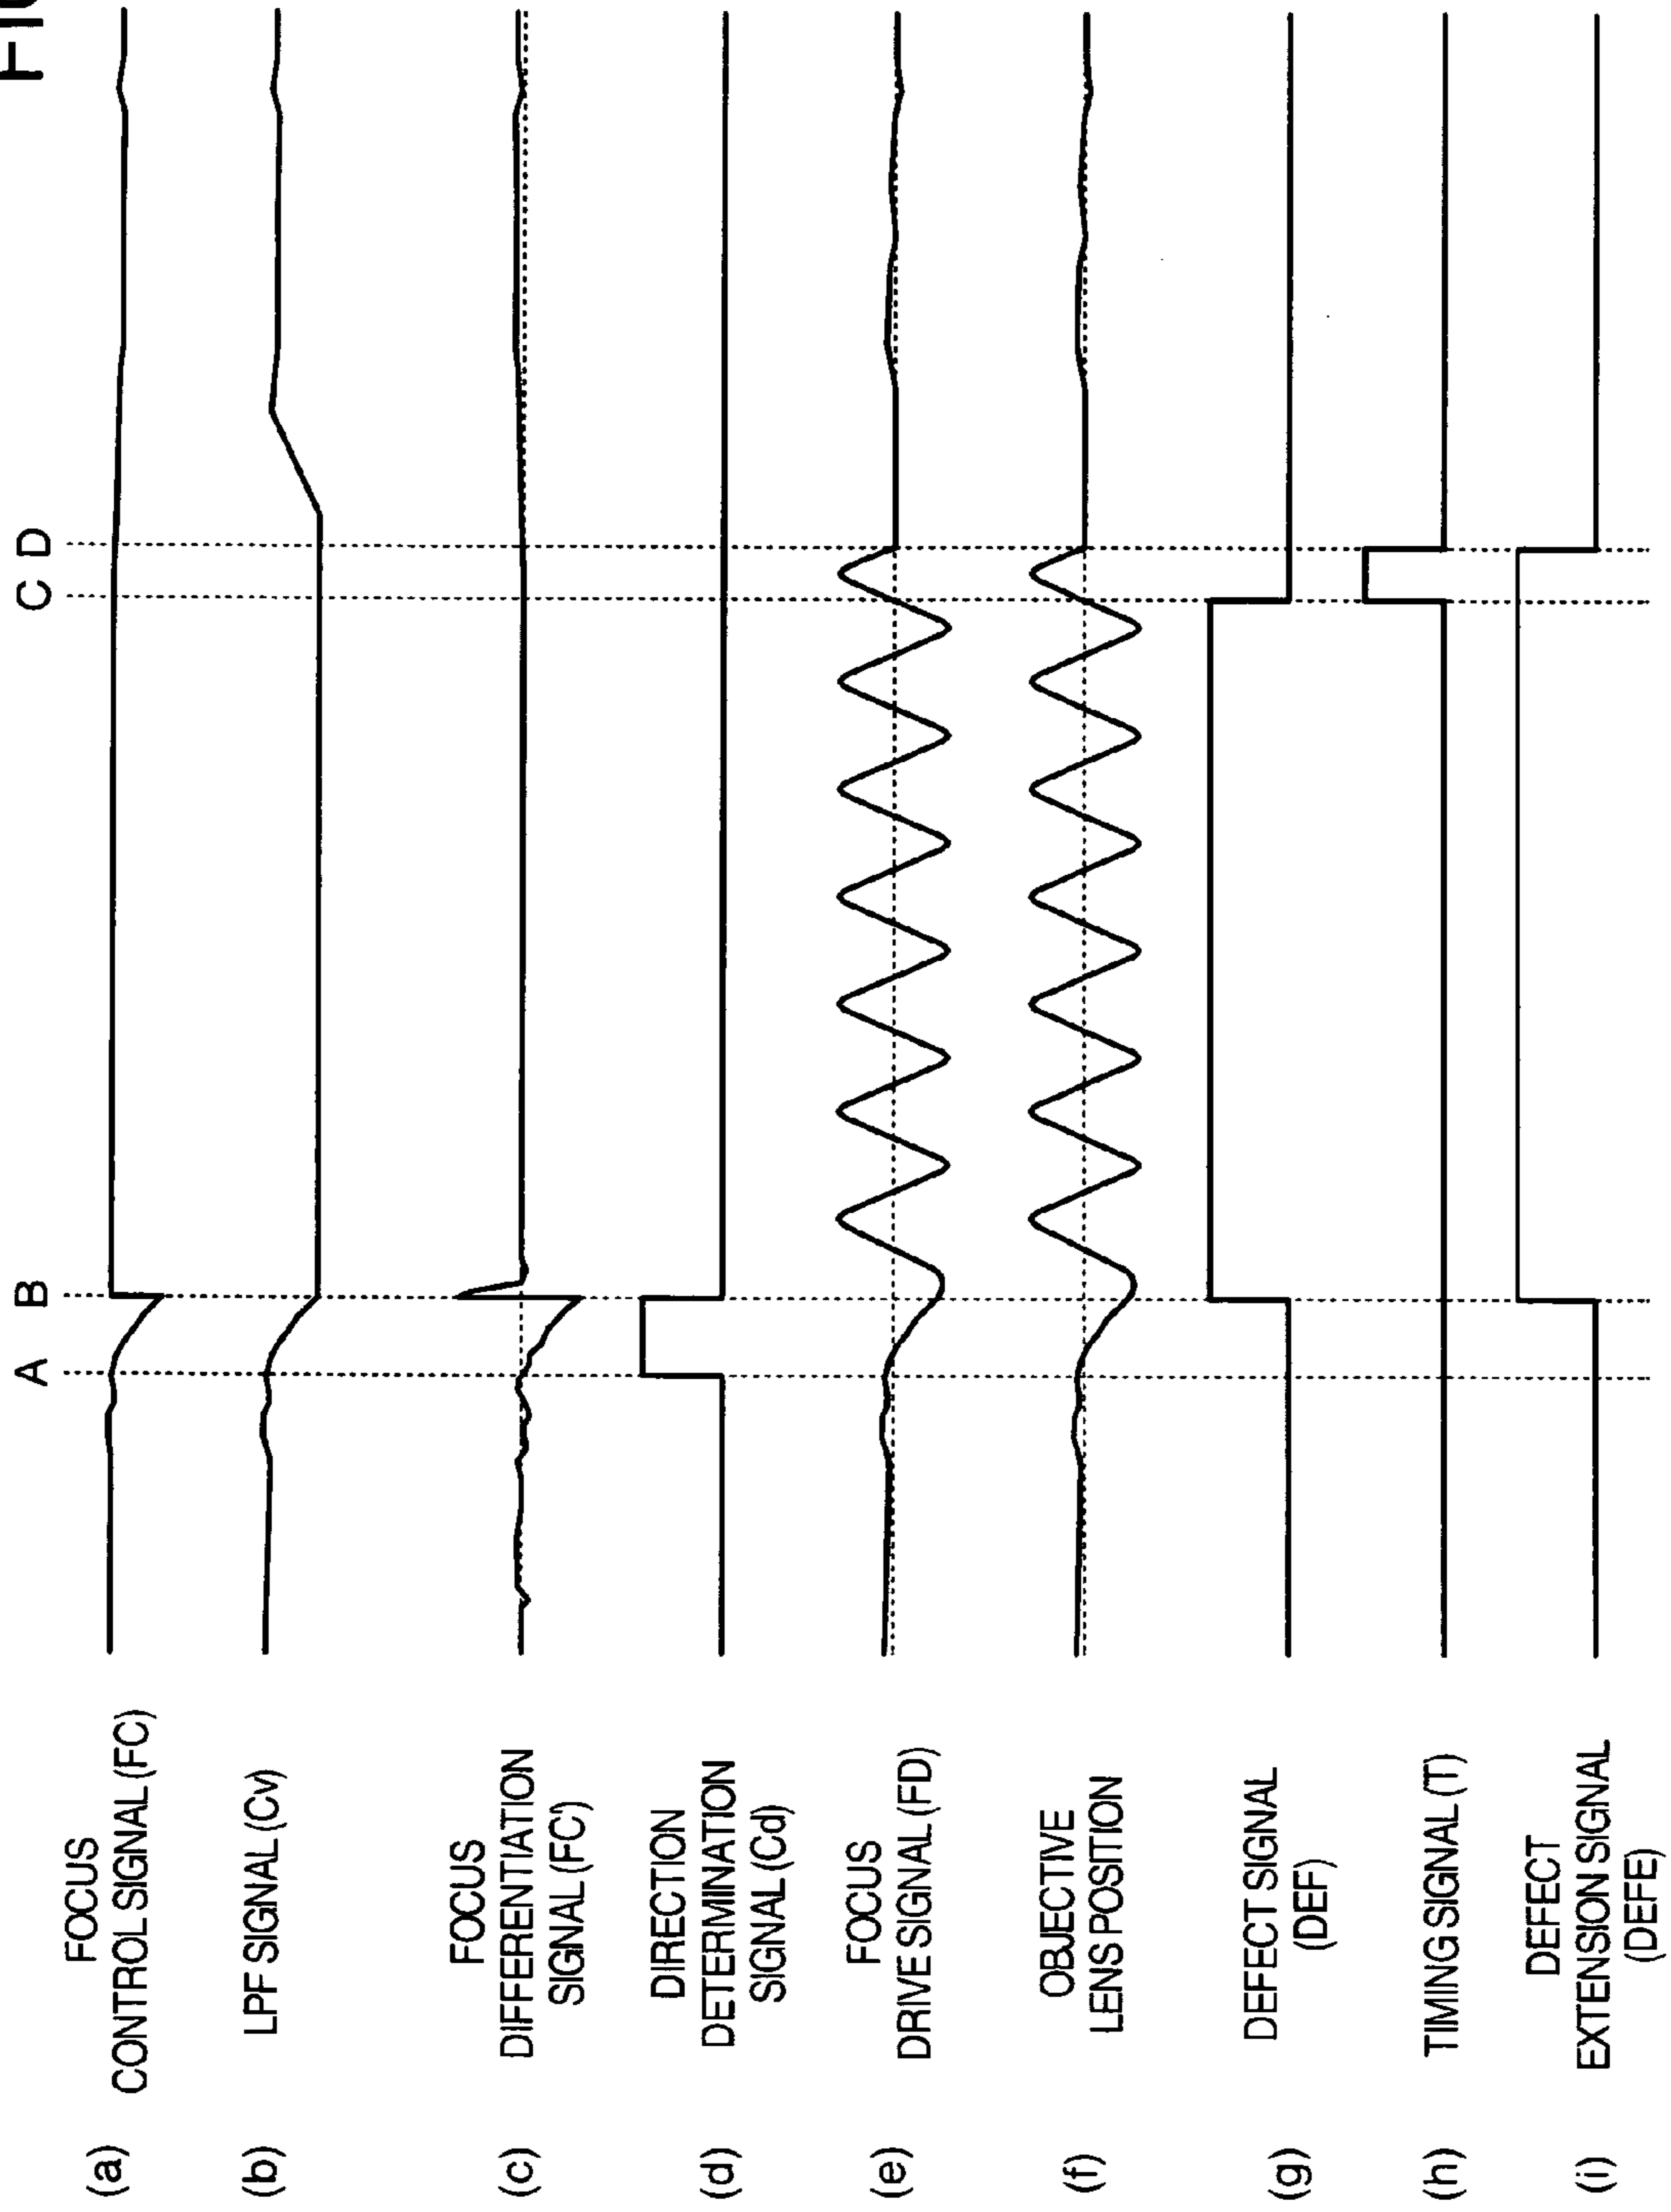 A B C D
(a) FOCUS
CONTROL SIGNAL (FC)
(b) LPF SIGNAL (Cv)
(c) FOCUS
DIFFERENTIATION
SIGNAL (FC')
(d) DIRECTION
DETERMINATION
SIGNAL (Cd)
(e) FOCUS
DRIVE SIGNAL (FD)
(f) OBJECTIVE
LENS POSITION
(g) DEFECT SIGNAL
(DEF)
(h) TIMING SIGNAL (T)
(i) DEFECT
EXTENSION SIGNAL
(DEFE)